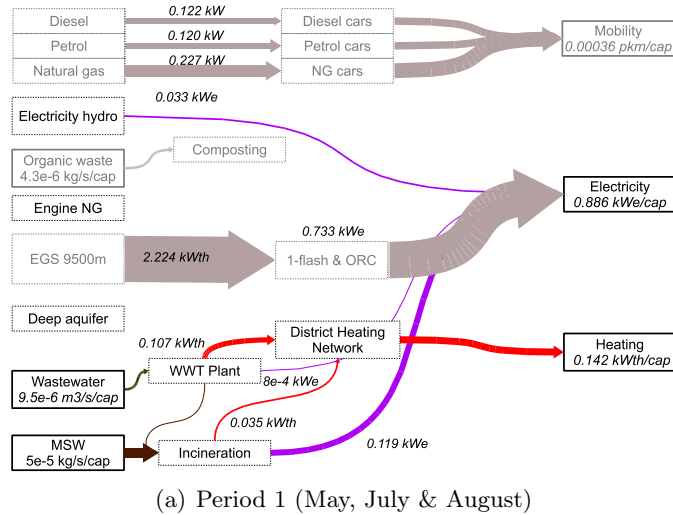 0.122 kW
Diesel
Diesel cars
0.120 kW
Petrol
Petrol cars
0.227 kW
Natural gas
NG cars
Mobility
0.00036 pkm/cap
0.033 kWe
Electricity hydro
Composting
Organic waste
4.3e-6 kg/s/cap
Electricity
0.886 kWe/cap
Engine NG
0.733 kWe
EGS 9500m
2.224 kWth
1-flash & ORC
Deep aquifer
0.107 kWth
District Heating
Network
Heating
0.142 kWth/cap
Wastewater
9.5e-6 m3/s/cap
WWT Plant
8e-4 kWe
0.035 kWth
MSW
5e-5 kg/s/cap
Incineration
0.119 kWe
(a) Period 1 (May, July & August)